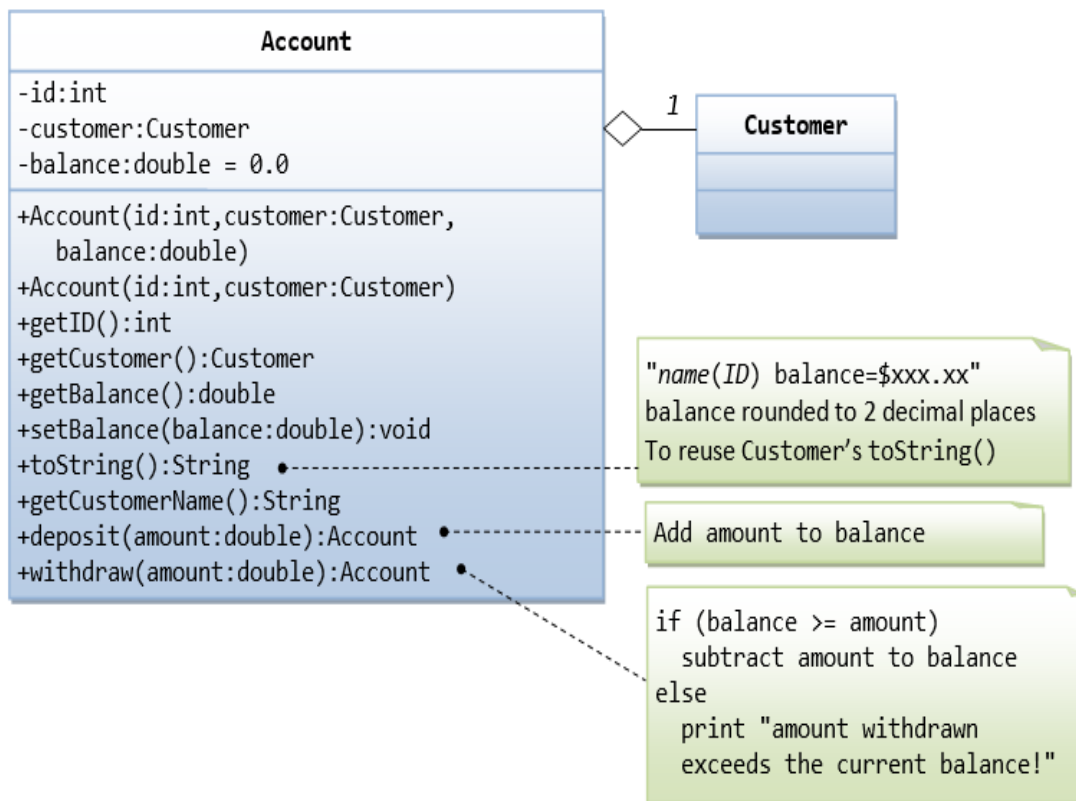 Account
-id:int
-customer:Customer
-balance:double = 0.0
+Account(id:int,customer:Customer,
balance:double)
+Account(id:int,customer:Customer)
+getID():int
+getCustomer():Customer
+getBalance():double
+setBalance(balance:double):void
+toString():String
+getCustomerName():String
+deposit(amount:double):Account
+withdraw(amount:double):Account
1
Customer
"name(ID) balance=$xxx.xx"
balance rounded to 2 decimal places
To reuse Customer's toString()
Add amount to balance
if (balance >= amount)
subtract amount to balance
else
print "amount withdrawn
exceeds the current balance!"